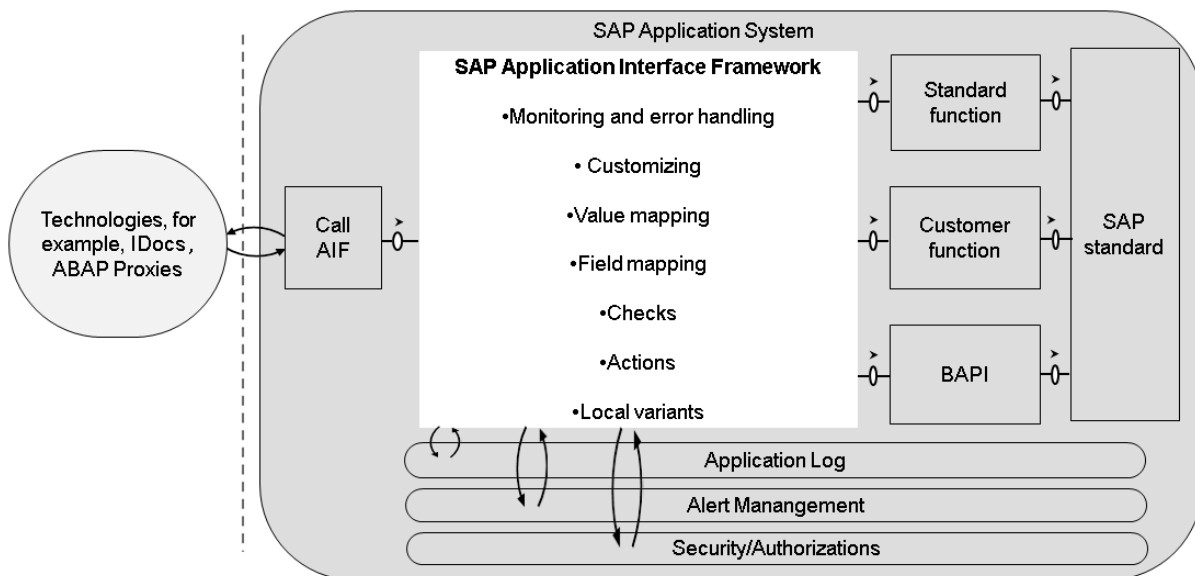 SAP Application System
SAP Application Interface Framework
•Monitoring and error handling
• Customizing
•Value mapping
•Field mapping
•Checks
•Actions
•Local variants
Technologies, for
example, IDocs,
ABAP Proxies
Call
AIF
Standard
function
Customer
function
BAPI
SAP
standard
Application Log
Alert Manangement
Security/Authorizations